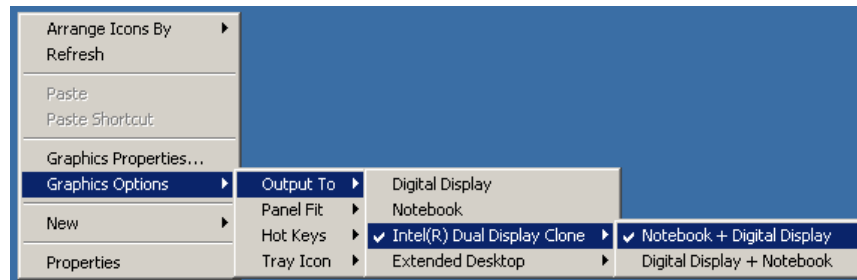 Arrange Icons By
Refresh
Paste
Paste Shortcut
Graphics Properties...
Graphics Options
New
Properties
Output To
Panel Fit
Hot Keys
Tray Icon
Digital Display
Notebook
Intel(R) Dual Display Clone
Extended Desktop
Notebook + Digital Display
Digital Display + Notebook